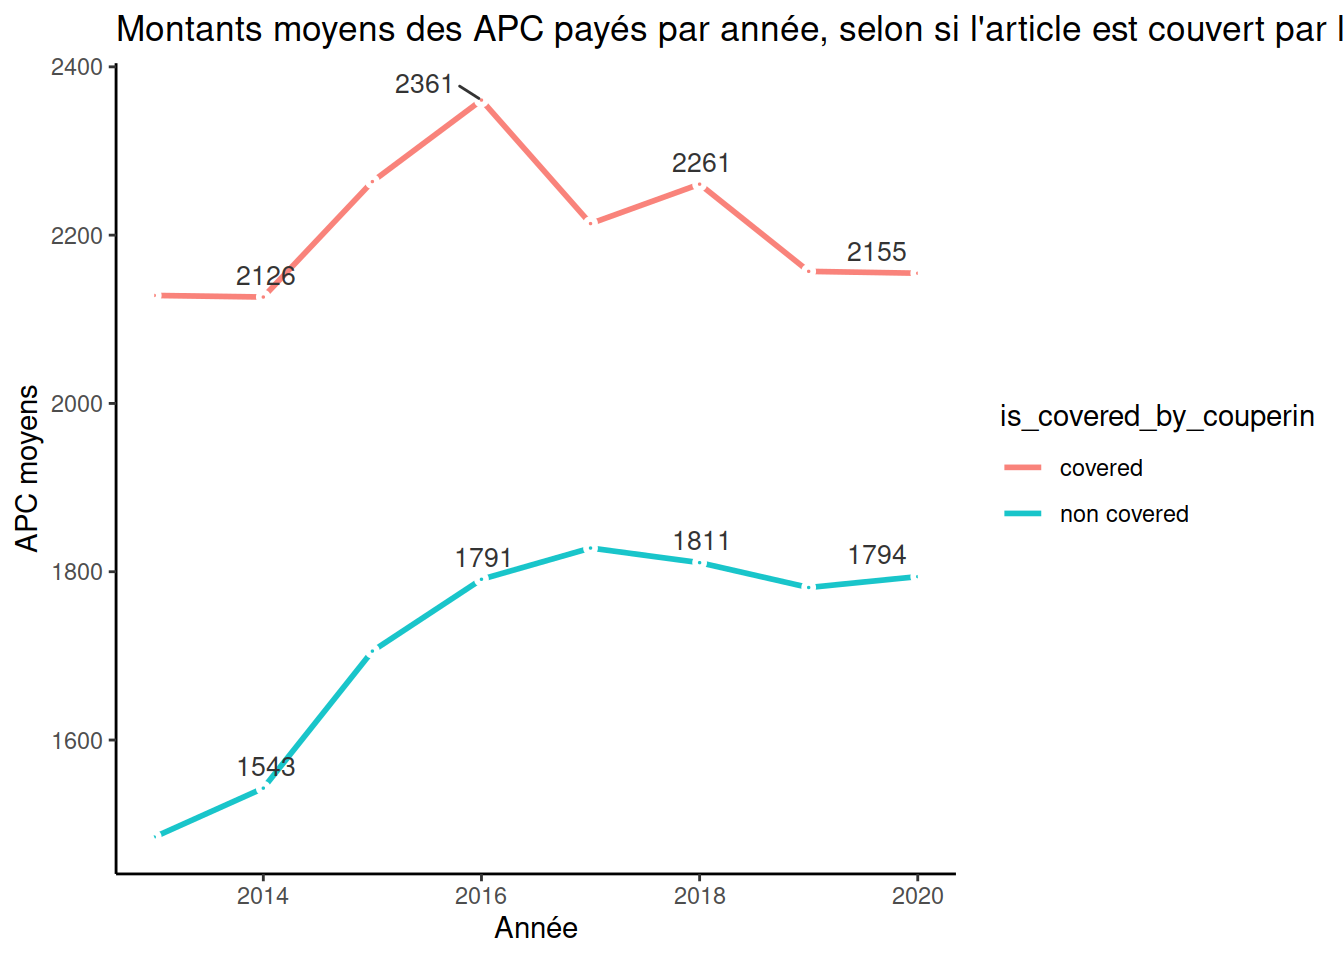 Montants moyens des APC payés par année, selon si l'article est couvert par
2400
2200
2000
1800
1600
APC moyens
2361
2261
2126
2155
1791
1811
1794
1543
2014
2016
2018
2020
Année
is_covered_by_couperin
covered
non covered